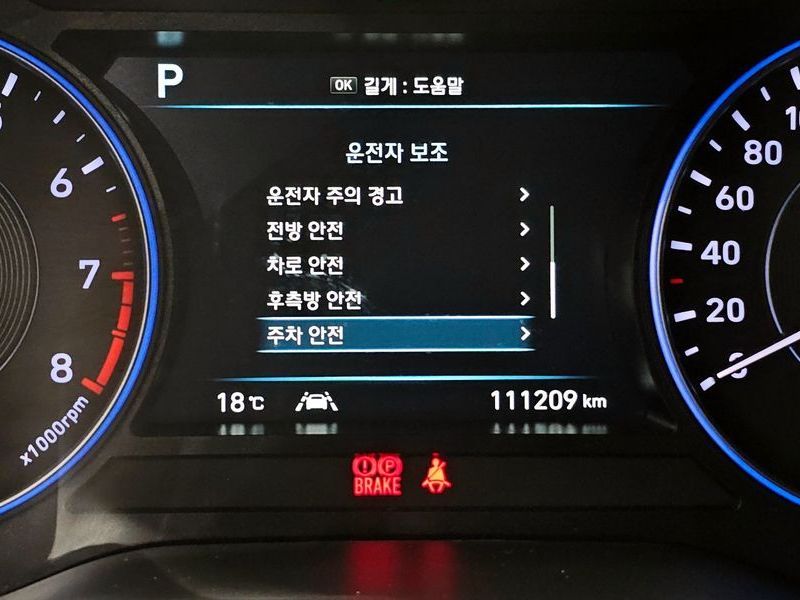 P
OK 길게 : 도움말
운전자 보조
운전자 주의 경고
전방 안전
차로 안전
후측방 안전
주차 안전
18℃
111209 km
6
7
8
x1000rpm
80
60
40
20
0
BRAKE
P